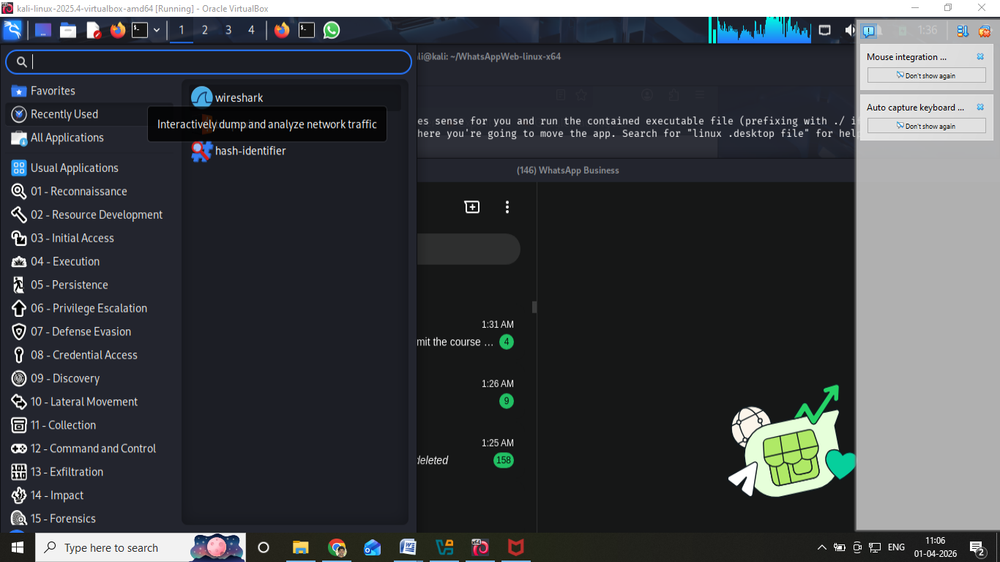 kali-linux-2025.4-virtualbox-amd64 [Running] - Oracle VirtualBox
1 2 3 4
1:36
ali@kali: ~/WhatsAppWeb-linux-x64
Mouse integration ...
Don't show again
Auto capture keyboard ...
Don't show again
Favorites
Recently Used
All Applications
Usual Applications
01 - Reconnaissance
02 - Resource Development
03 - Initial Access
04 - Execution
05 - Persistence
06 - Privilege Escalation
07 - Defense Evasion
08 - Credential Access
09 - Discovery
10 - Lateral Movement
11 - Collection
12 - Command and Control
13 - Exfiltration
14 - Impact
15 - Forensics
wireshark
Interactively dump and analyze network traffic
hash-identifier
es sense for you and run the contained executable file (prefixing with ./
here you're going to move the app. Search for "linux .desktop file" for
(146) WhatsApp Business
1:31 AM
mit the course ... 4
1:26 AM
9
1:25 AM
deleted 158
Type here to search
x64
ENG
11:06
01-04-2026
2